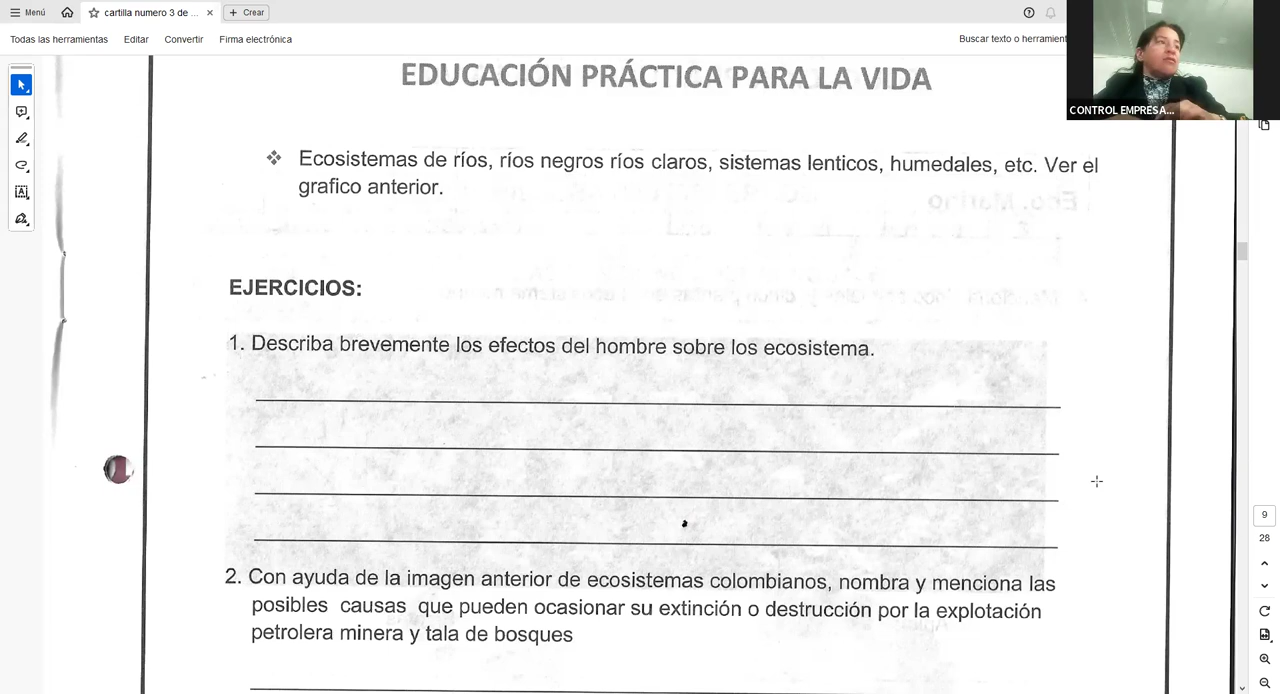 Menú
cartilla numero 3 de ...
Crear
Todas las herramientas
Editar
Convertir
Firma electrónica
Buscar texto o herramient
CONTROL EMPRESA...
EDUCACIÓN PRÁCTICA PARA LA VIDA
Ecosistemas de ríos, ríos negros ríos claros, sistemas lenticos, humedales, etc. Ver el
grafico anterior.
EJERCICIOS:
1. Describa brevemente los efectos del hombre sobre los ecosistema.
2. Con ayuda de la imagen anterior de ecosistemas colombianos, nombra y menciona las
posibles causas que pueden ocasionar su extinción o destrucción por la explotación
petrolera minera y tala de bosques
9
28